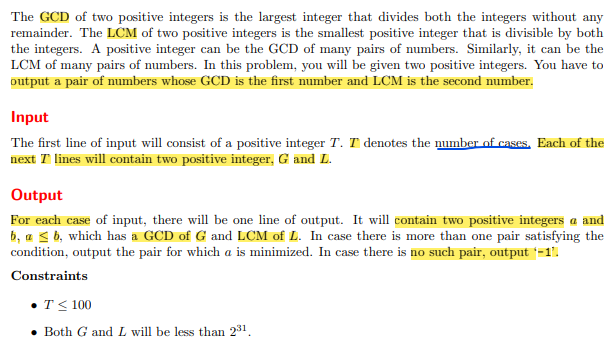 The GCD of two positive integers is the largest integer that divides both the integers without any
remainder. The LCM of two positive integers is the smallest positive integer that is divisible by both
the integers. A positive integer can be the GCD of many pairs of numbers. Similarly, it can be the
LCM of many pairs of numbers. In this problem, you will be given two positive integers. You have to
output a pair of numbers whose GCD is the first number and LCM is the second number.
Input
The first line of input will consist of a positive integer T. T denotes the number of cases. Each of the
next T lines will contain two positive integer, G and L.
Output
For each case of input, there will be one line of output. It will contain two positive integers a and
b, a ≤ b, which has a GCD of G and LCM of L. In case there is more than one pair satisfying the
condition, output the pair for which a is minimized. In case there is no such pair, output ‘-1’.
Constraints
• T ≤ 100
• Both G and L will be less than 2³¹.